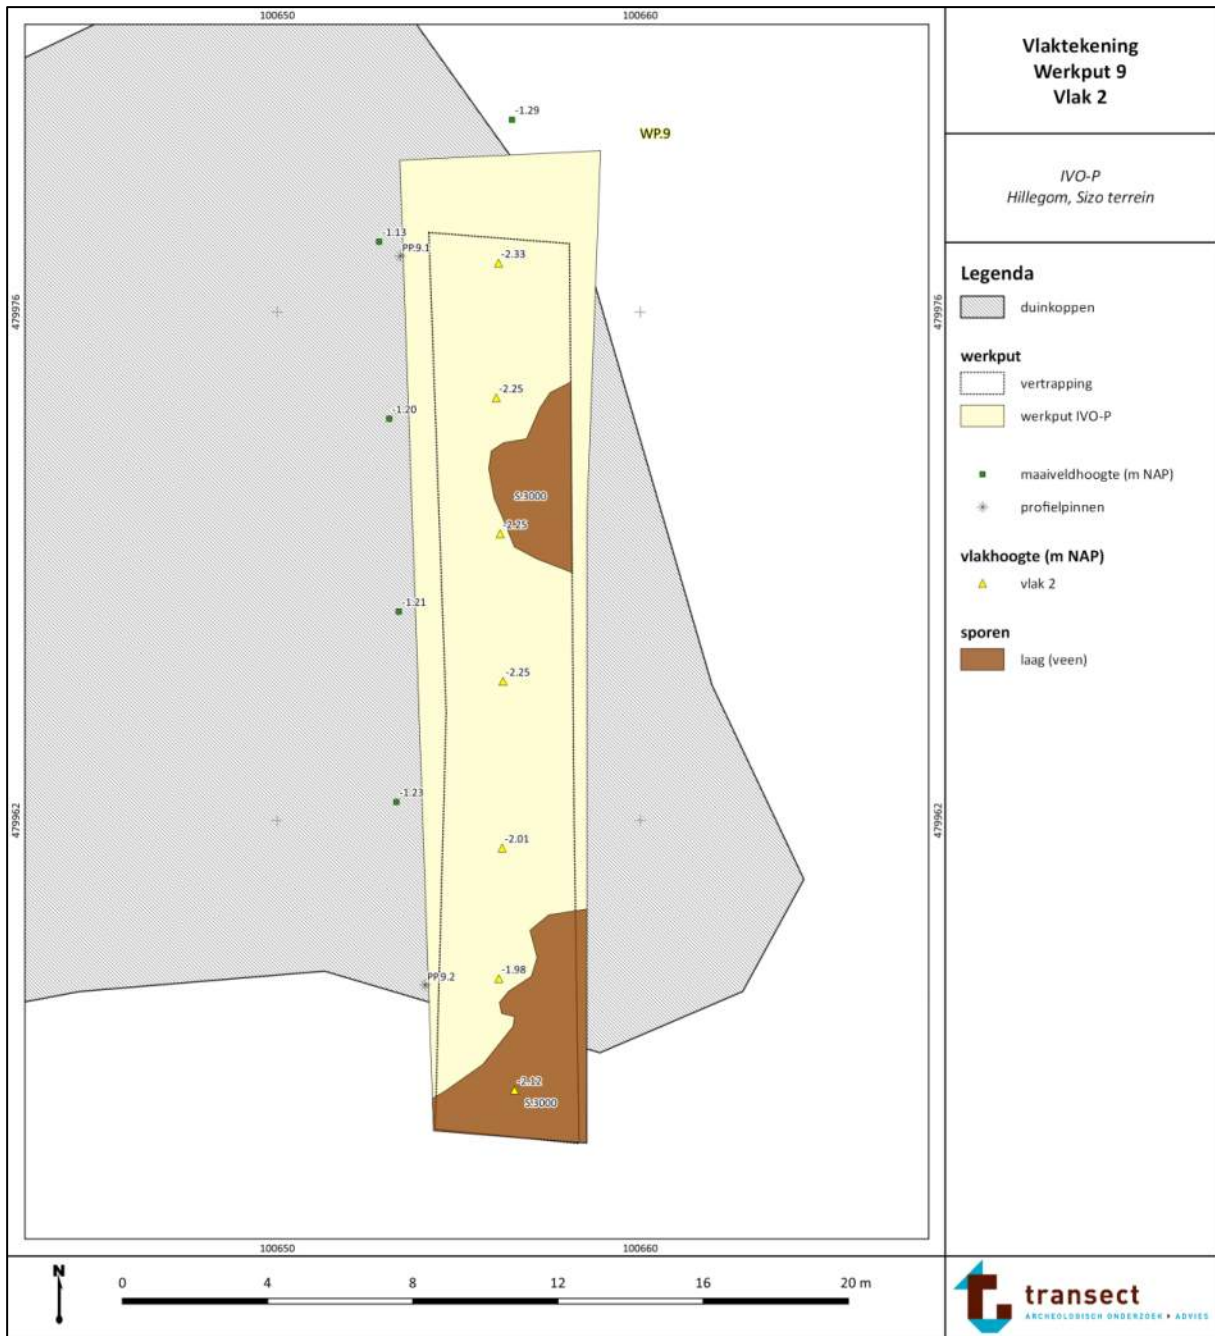 100650
100660
-1.29
WP.9
-1.13
PP.9.1
-2.33
479976
479976
-2.25
-1.20
S.3000
-2.25
-1.21
-2.25
-1.23
479962
479962
-2.01
-1.98
PP.9.2
-2.12
S.3000
100650
100660
N
0
4
8
12
16
20 m
Vlaktekening
Werkput 9
Vlak 2
IVO-P
Hillegom, Sizo terrein
Legenda
duinkoppen
werkput
vertrapping
werkput IVO-P
maaiveldhoogte (m NAP)
profielpinnen
vlakhoogte (m NAP)
vlak 2
sporen
laag (veen)
transect
ARCHEOLOGISCH ONDERZOEK & ADVIES